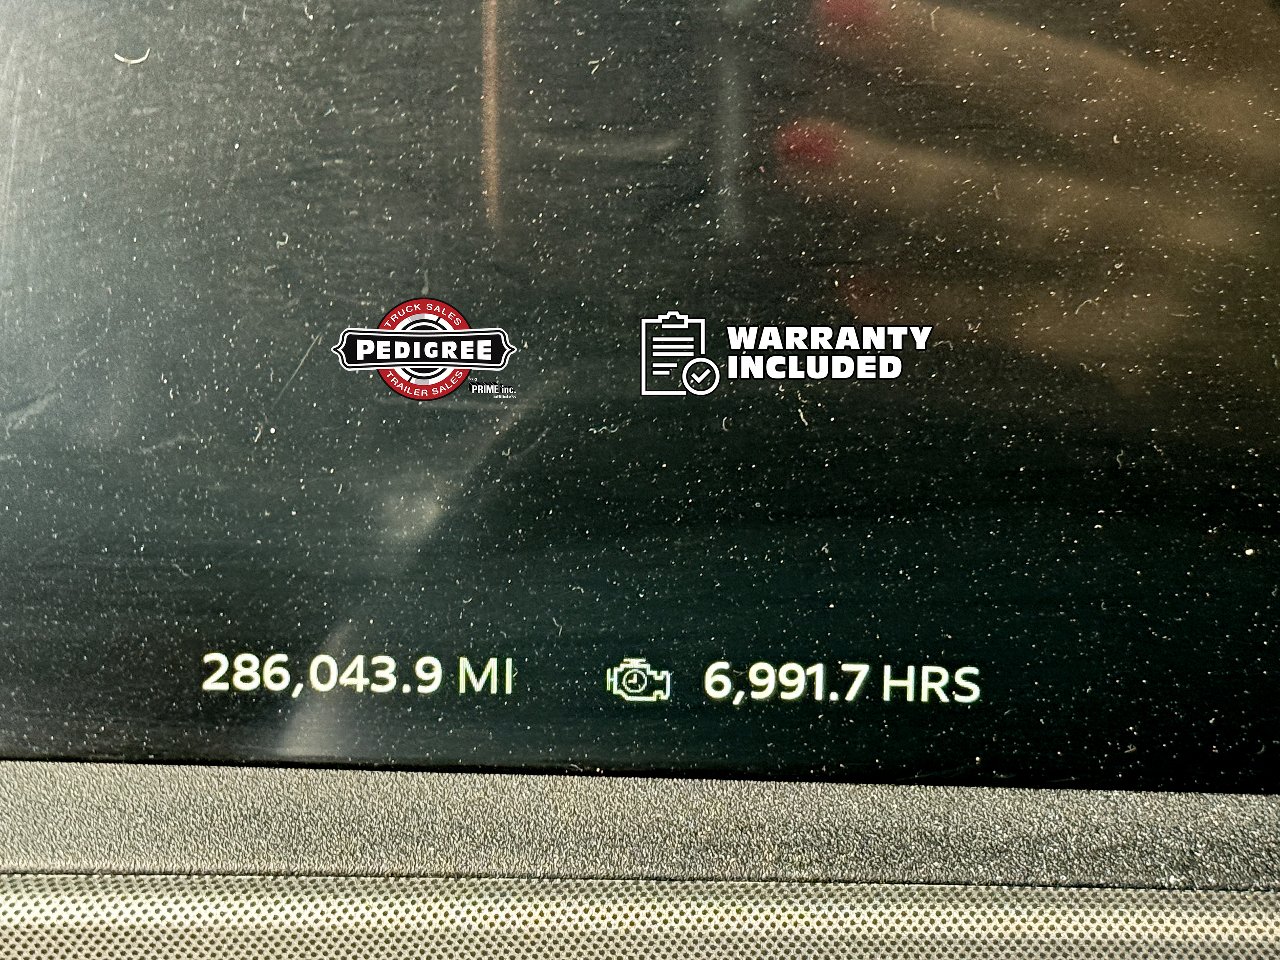 TRUCK SALES
PEDIGREE
TRAILER SALES
PRIME inc.
WARRANTY
INCLUDED
286,043.9 MI
6,991.7 HRS